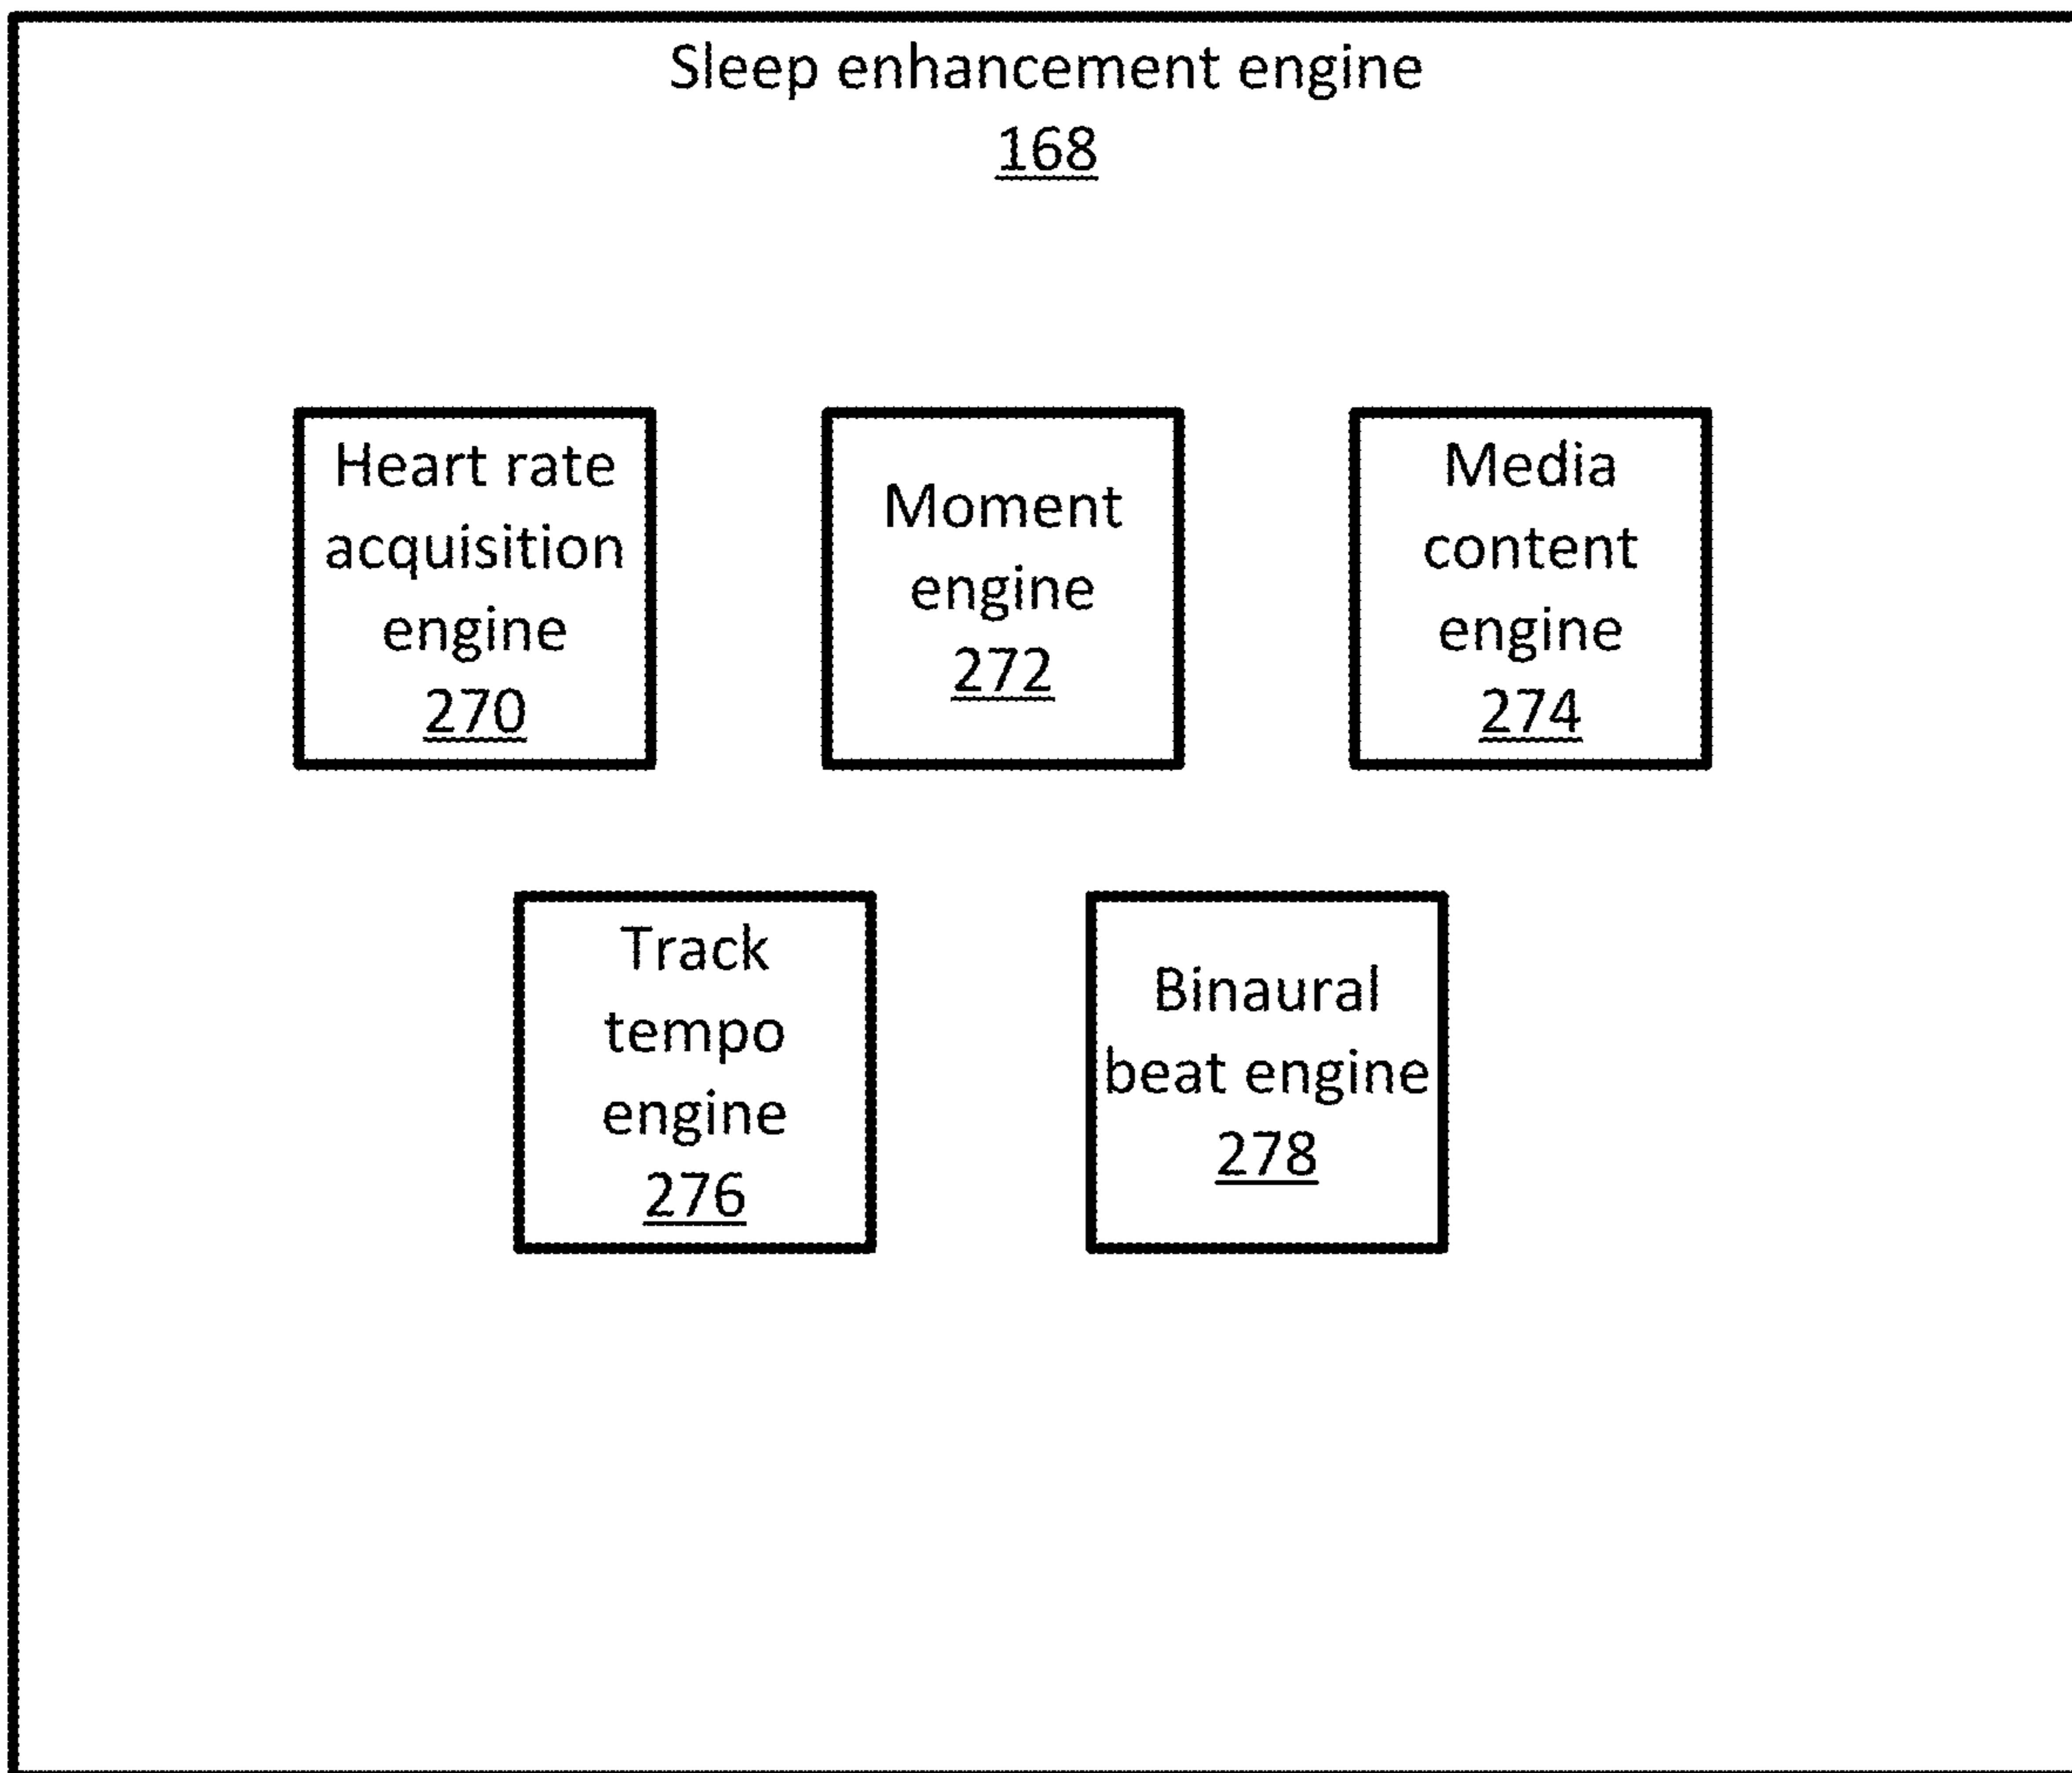 Sleep enhancement engine
168
Heart rate
acquisition
engine
270
Moment
engine
272
Media
content
engine
274
Track
tempo
engine
276
Binaural
beat engine
278